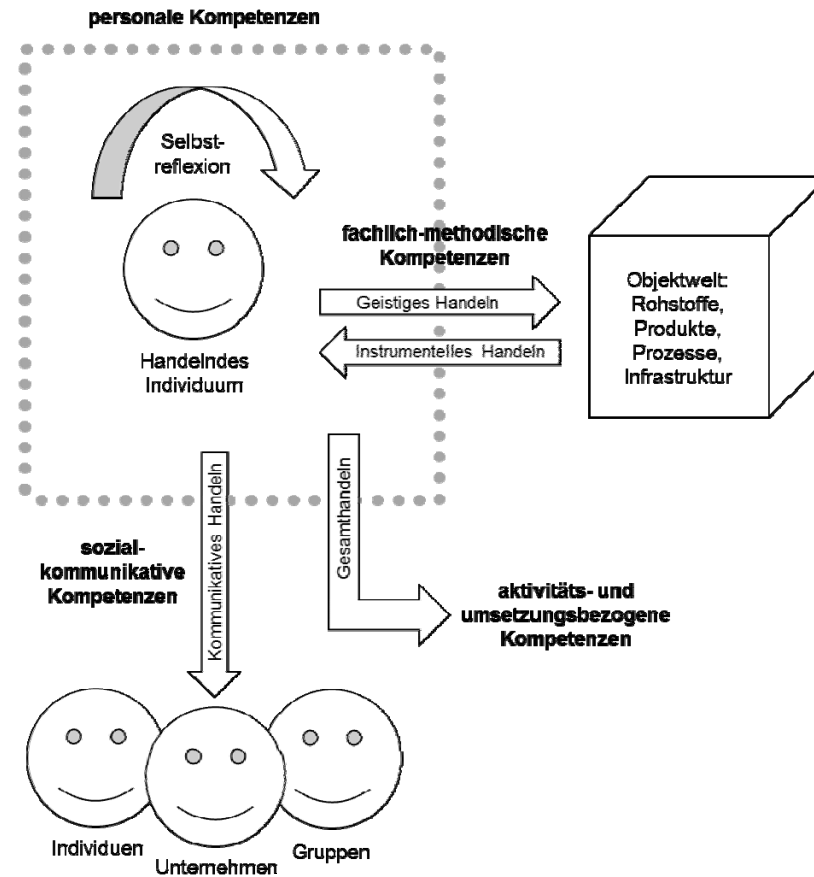 personale Kompetenzen
Selbst-
reflexion
Handelndes
Individuum
fachlich-methodische
Kompetenzen
Geistiges Handeln
Instrumentelles Handeln
Objektwelt:
Rohstoffe,
Produkte,
Prozesse,
Infrastruktur
sozial-
kommunikative
Kompetenzen
Kommunikatives Handeln
Gesamthandeln
aktivitäts- und
umsetzungsbezogene
Kompetenzen
Individuen
Unternehmen
Gruppen